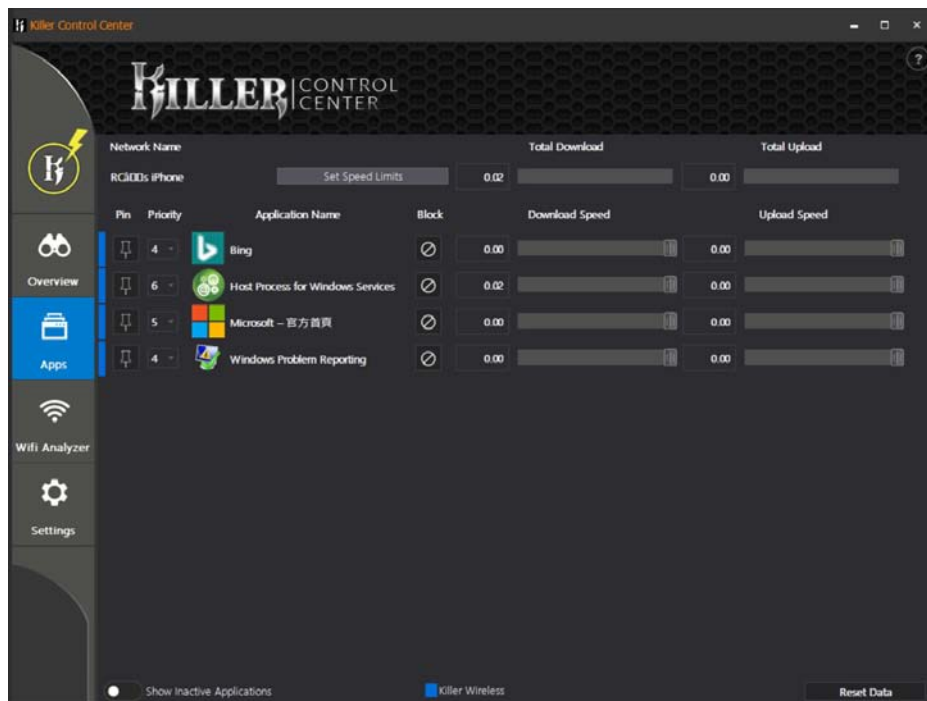 Killer Control Center
KILLER CONTROL CENTER
?
Network Name Total Download Total Upload
RCâ��s iPhone Set Speed Limits 0.02 0.00
Pin Priority Application Name Block Download Speed Upload Speed
4 Bing 0.00 0.00
6 Host Process for Windows Services 0.02 0.00
5 Microsoft – 官方首頁 0.00 0.00
4 Windows Problem Reporting 0.00 0.00
Overview
Apps
Wifi Analyzer
Settings
Show Inactive Applications Killer Wireless Reset Data